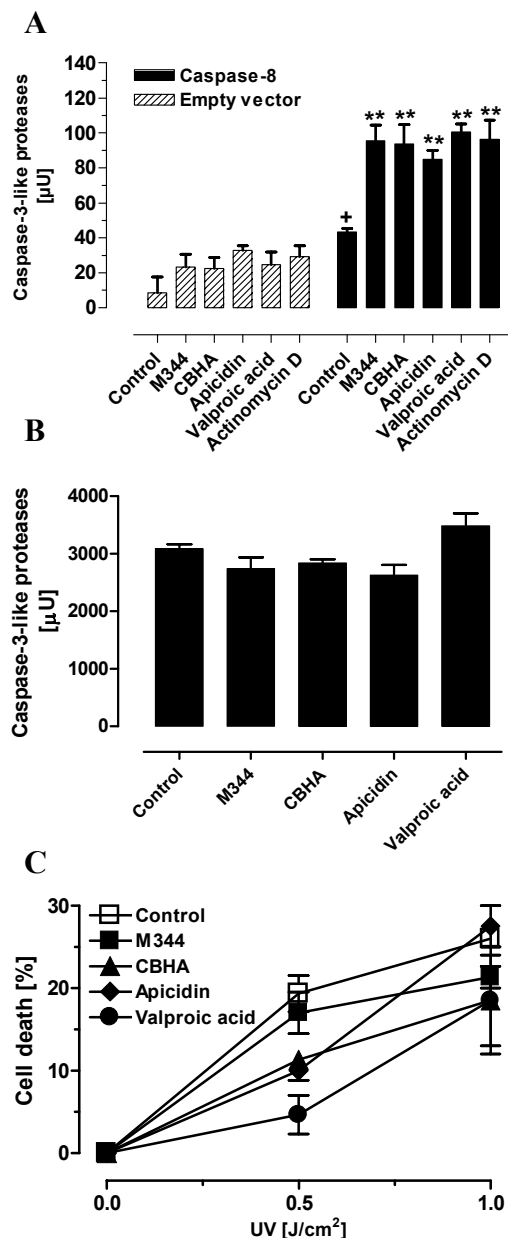 A
Caspase-3-like proteases
[µU]
Caspase-8
Empty vector
140
120
100
80
60
40
20
0
+
**
**
**
**
**
Control
M344
CBHA
Apicidin
Valproic acid
Actinomycin D
Control
M344
CBHA
Apicidin
Valproic acid
Actinomycin D
B
Caspase-3-like proteases
[µU]
4000
3000
2000
1000
0
Control
M344
CBHA
Apicidin
Valproic acid
C
Cell death [%]
30
20
10
0
Control
M344
CBHA
Apicidin
Valproic acid
0.0
0.5
1.0
UV [J/cm²]